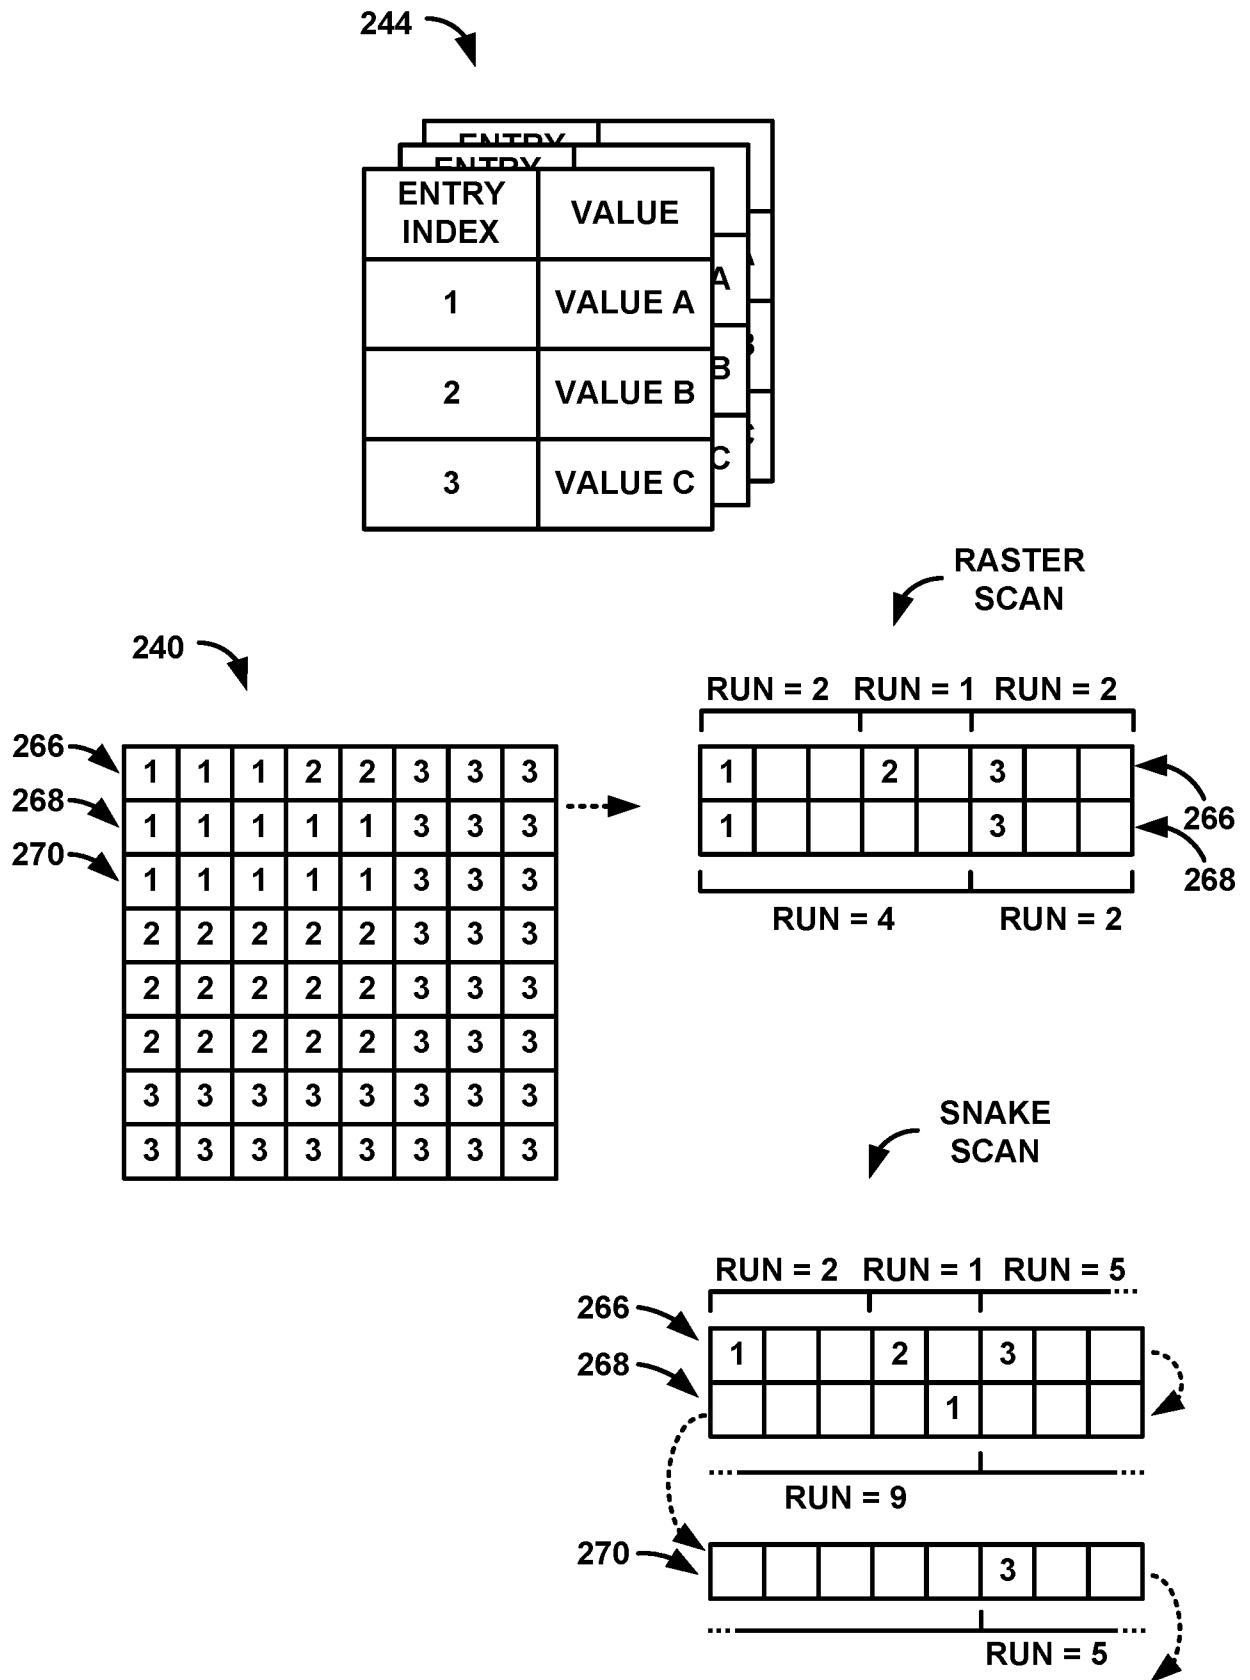 244
ENTRY
ENTRY
ENTRY INDEX VALUE
A
A
1 VALUE A
B
B
2 VALUE B
C
C
3 VALUE C
RASTER
SCAN
240
RUN = 2 RUN = 1 RUN = 2
266
1 1 1 2 2 3 3 3
1 2 3
268
1 1 1 1 1 3 3 3
1 3
266
270
1 1 1 1 1 3 3 3
268
RUN = 4 RUN = 2
2 2 2 2 2 3 3 3
2 2 2 2 2 3 3 3
2 2 2 2 2 3 3 3
3 3 3 3 3 3 3 3
3 3 3 3 3 3 3 3
SNAKE
SCAN
RUN = 2 RUN = 1 RUN = 5
266
1 2 3
268
1
RUN = 9
270
3
RUN = 5